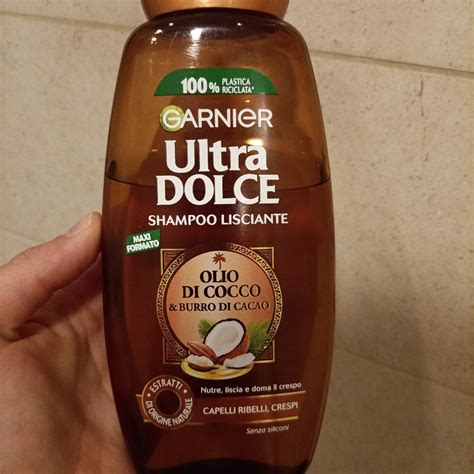 100% PLASTICA
RICICLATA*
GARNIER
Ultra
DOLCE
SHAMPOO LISCIANTE
MAXI
FORMATO
OLIO
DI COCCO
& BURRO DI CACAO
ESTRATTI
DI ORIGINE NATURALE
Nutre, liscia e doma il crespo
CAPELLI RIBELLI, CRESPI
Senza siliconi